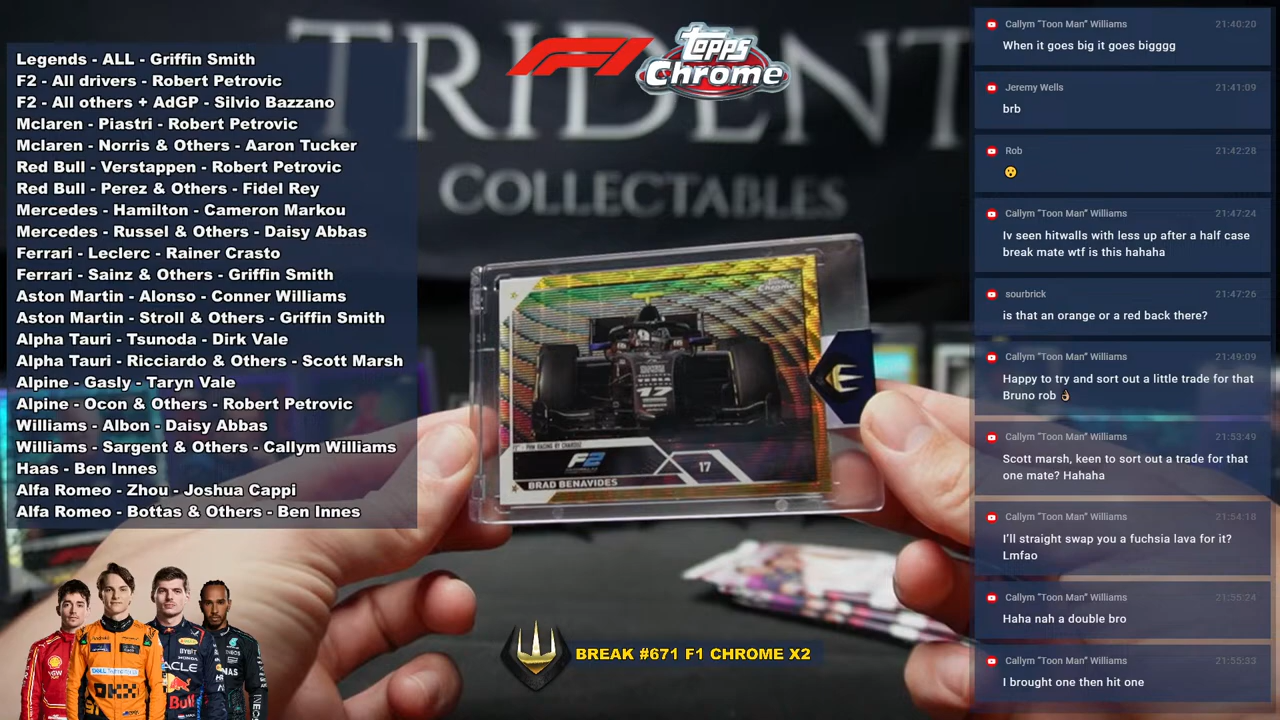 TRIDENT
COLLECTABLES
F1
Topps
Chrome
Legends - ALL - Griffin Smith
F2 - All drivers - Robert Petrovic
F2 - All others + AdGP - Silvio Bazzano
Mclaren - Piastri - Robert Petrovic
Mclaren - Norris & Others - Aaron Tucker
Red Bull - Verstappen - Robert Petrovic
Red Bull - Perez & Others - Fidel Rey
Mercedes - Hamilton - Cameron Markou
Mercedes - Russel & Others - Daisy Abbas
Ferrari - Leclerc - Rainer Crasto
Ferrari - Sainz & Others - Griffin Smith
Aston Martin - Alonso - Conner Williams
Aston Martin - Stroll & Others - Griffin Smith
Alpha Tauri - Tsunoda - Dirk Vale
Alpha Tauri - Ricciardo & Others - Scott Marsh
Alpine - Gasly - Taryn Vale
Alpine - Ocon & Others - Robert Petrovic
Williams - Albon - Daisy Abbas
Williams - Sargent & Others - Callym Williams
Haas - Ben Innes
Alfa Romeo - Zhou - Joshua Cappi
Alfa Romeo - Bottas & Others - Ben Innes
Chrome
17
PHM RACING BY CHAROUZ
F2
17
BRAD BENAVIDES
BREAK #671 F1 CHROME X2
Callym "Toon Man" Williams 21:40:20
When it goes big it goes bigggg
Jeremy Wells 21:41:09
brb
Rob 21:42:28
😮
Callym "Toon Man" Williams 21:47:24
Iv seen hitwalls with less up after a half case
break mate wtf is this hahaha
sourbrick 21:47:26
is that an orange or a red back there?
Callym "Toon Man" Williams 21:49:09
Happy to try and sort out a little trade for that
Bruno rob 👌
Callym "Toon Man" Williams 21:53:49
Scott marsh, keen to sort out a trade for that
one mate? Hahaha
Callym "Toon Man" Williams 21:54:18
I'll straight swap you a fuchsia lava for it?
Lmfao
Callym "Toon Man" Williams 21:55:24
Haha nah a double bro
Callym "Toon Man" Williams 21:55:33
I brought one then hit one